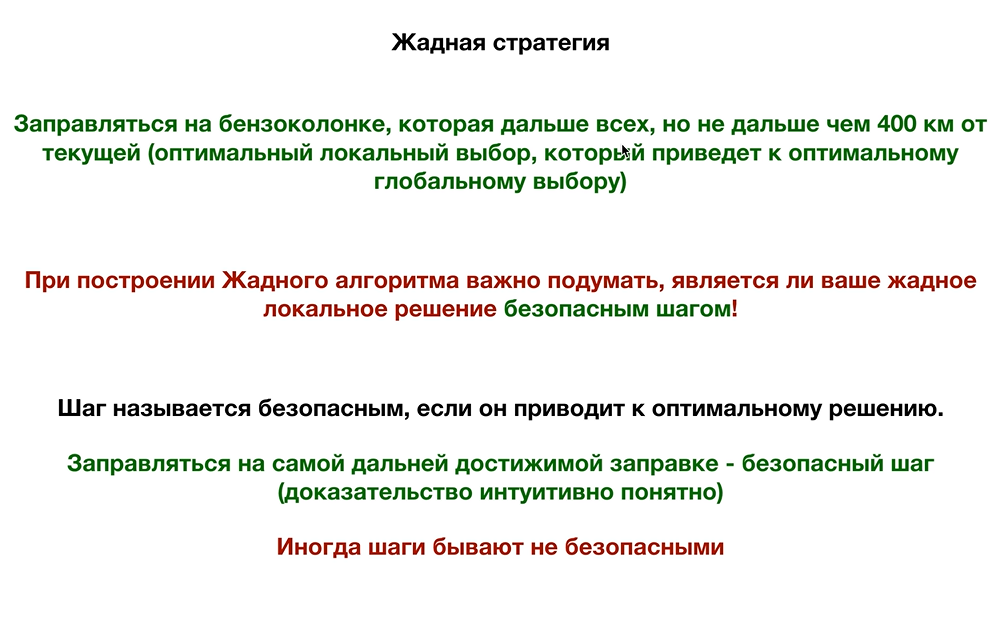 Жадная стратегия
Заправляться на бензоколонке, которая дальше всех, но не дальше чем 400 км от
текущей (оптимальный локальный выбор, который приведет к оптимальному
глобальному выбору)
При построении Жадного алгоритма важно подумать, является ли ваше жадное
локальное решение безопасным шагом!
Шаг называется безопасным, если он приводит к оптимальному решению.
Заправляться на самой дальней достижимой заправке - безопасный шаг
(доказательство интуитивно понятно)
Иногда шаги бывают не безопасными